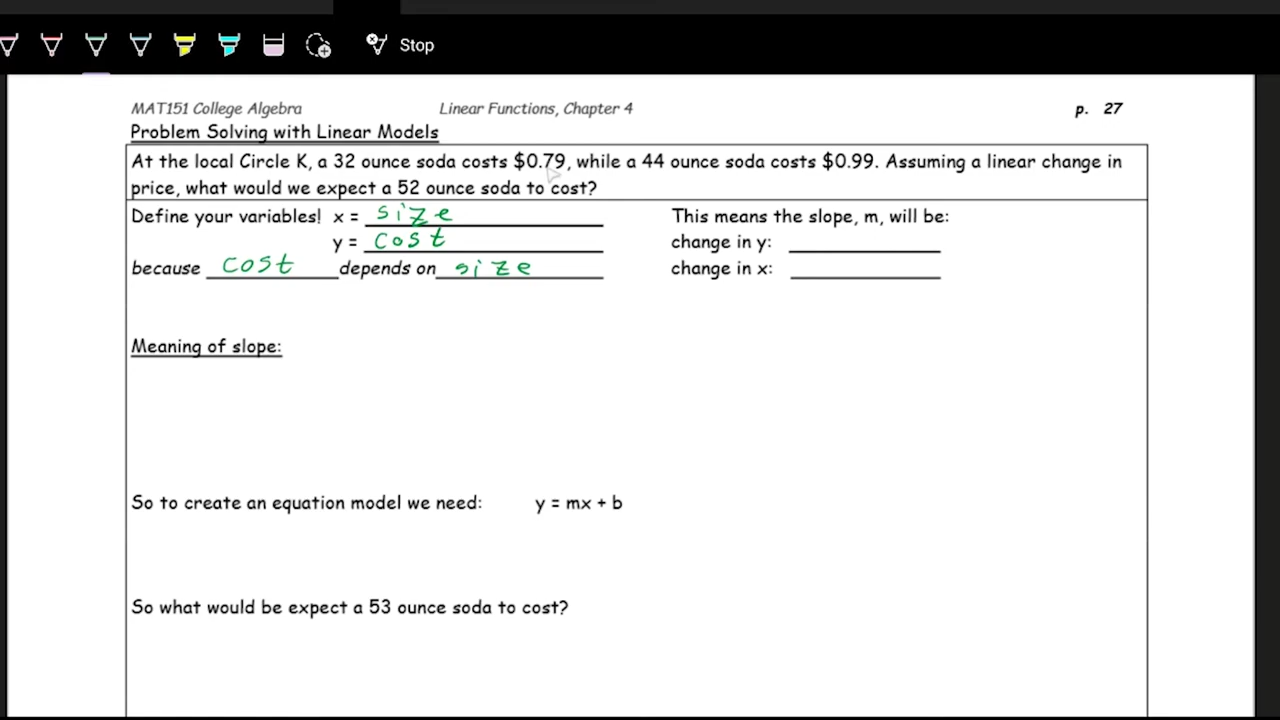 Stop
MAT151 College Algebra Linear Functions, Chapter 4 p. 27
Problem Solving with Linear Models
At the local Circle K, a 32 ounce soda costs $0.79, while a 44 ounce soda costs $0.99. Assuming a linear change in
price, what would we expect a 52 ounce soda to cost?
Define your variables! x = size This means the slope, m, will be:
y = cost change in y:
because cost depends on size change in x:
Meaning of slope:
So to create an equation model we need: y = mx + b
So what would be expect a 53 ounce soda to cost?